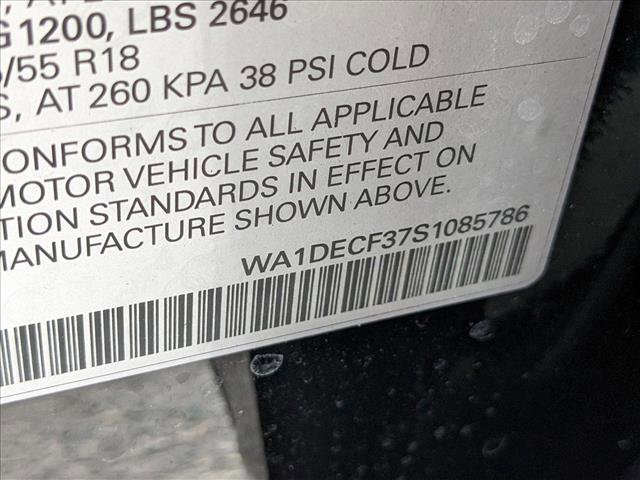 G 1200, LBS 2646
/55 R18
S, AT 260 KPA 38 PSI COLD
ONFORMS TO ALL APPLICABLE
MOTOR VEHICLE SAFETY AND
TION STANDARDS IN EFFECT ON
MANUFACTURE SHOWN ABOVE.
WA1DECF37S1085786